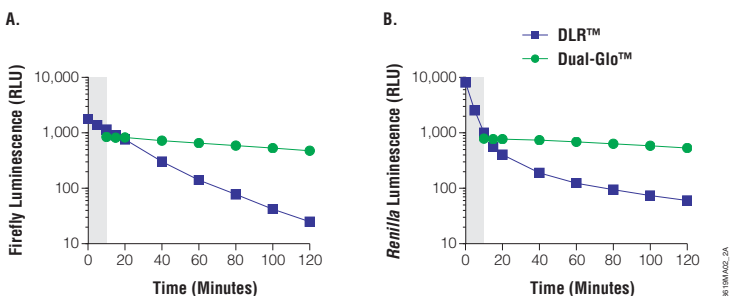 A.
Firefly Luminescence (RLU)
10,000
1,000
100
10
0 20 40 60 80 100 120
Time (Minutes)
B.
DLR™
Dual-Glo™
Renilla Luminescence (RLU)
10,000
1,000
100
10
0 20 40 60 80 100 120
Time (Minutes)